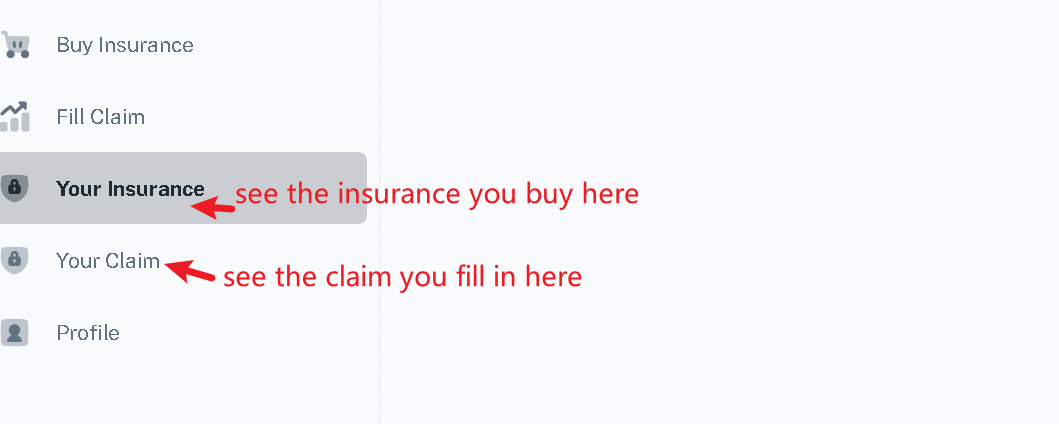 Buy Insurance
Fill Claim
Your Insurance
see the insurance you buy here
Your Claim
see the claim you fill in here
Profile